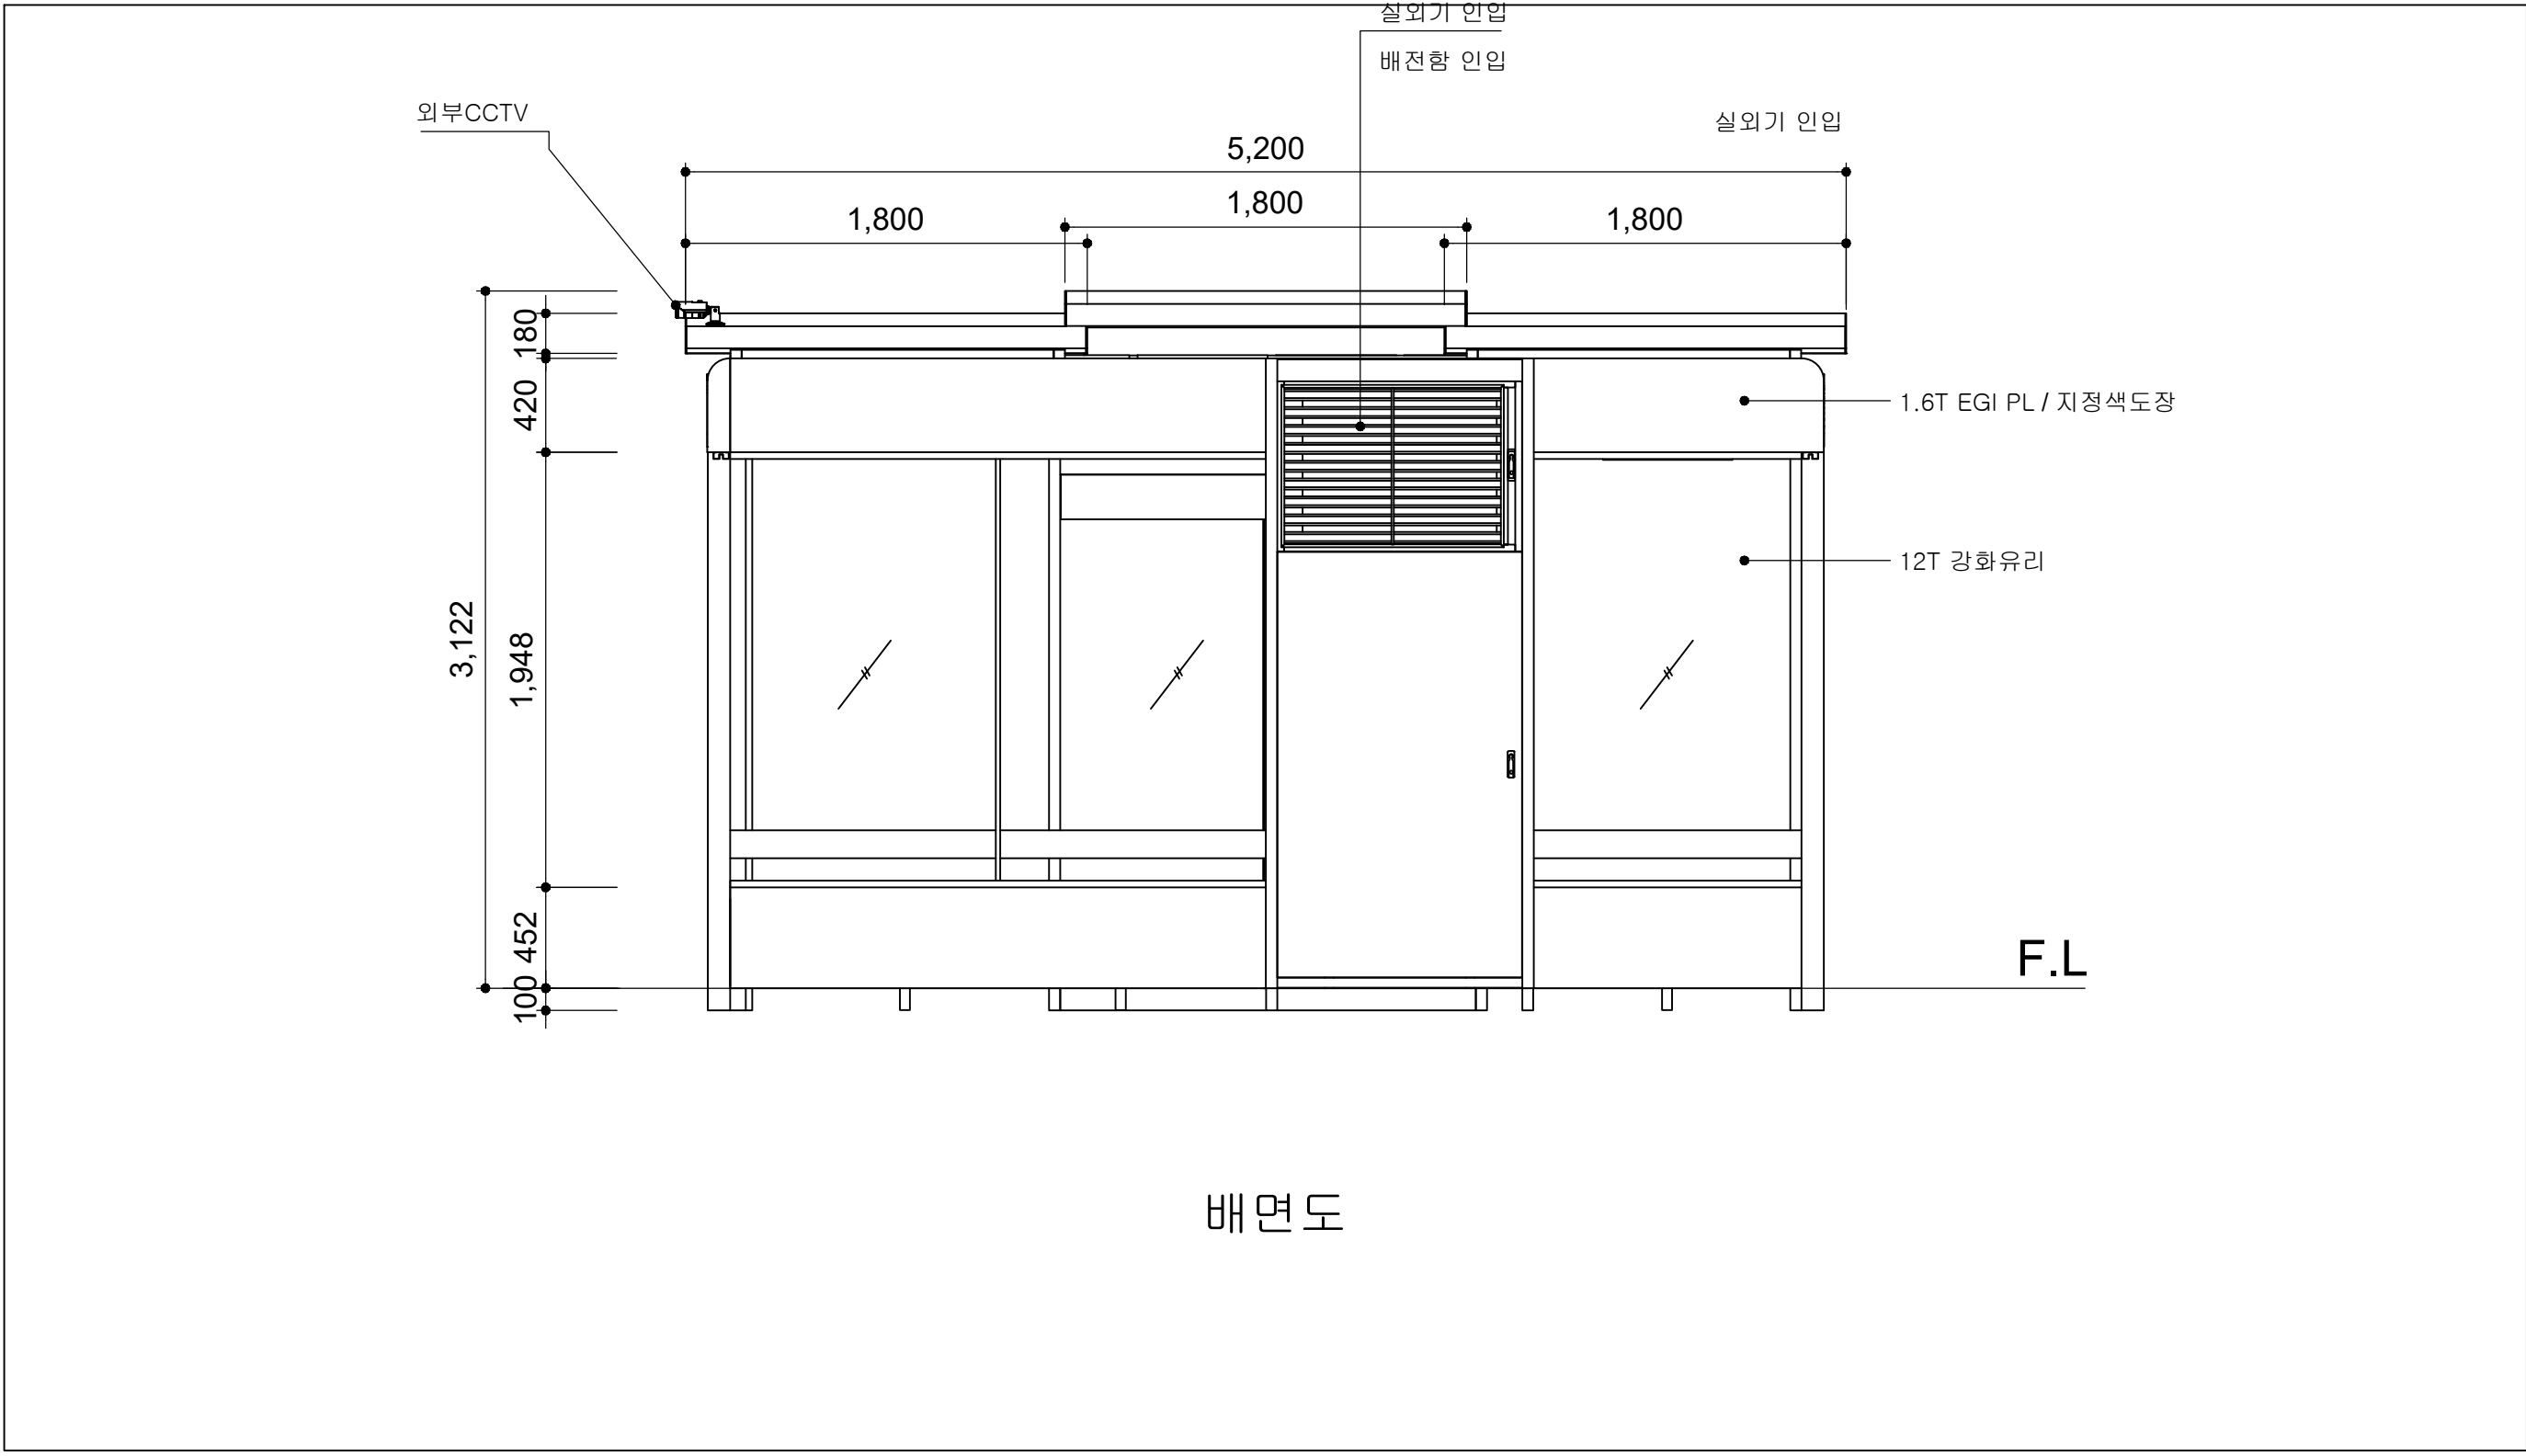 실외기 인입
배전함 인입
외부CCTV
실외기 인입
5,200
1,800
1,800
1,800
180
420
1.6T EGI PL / 지정색도장
12T 강화유리
3,122
1,948
452
100
F.L
배면도